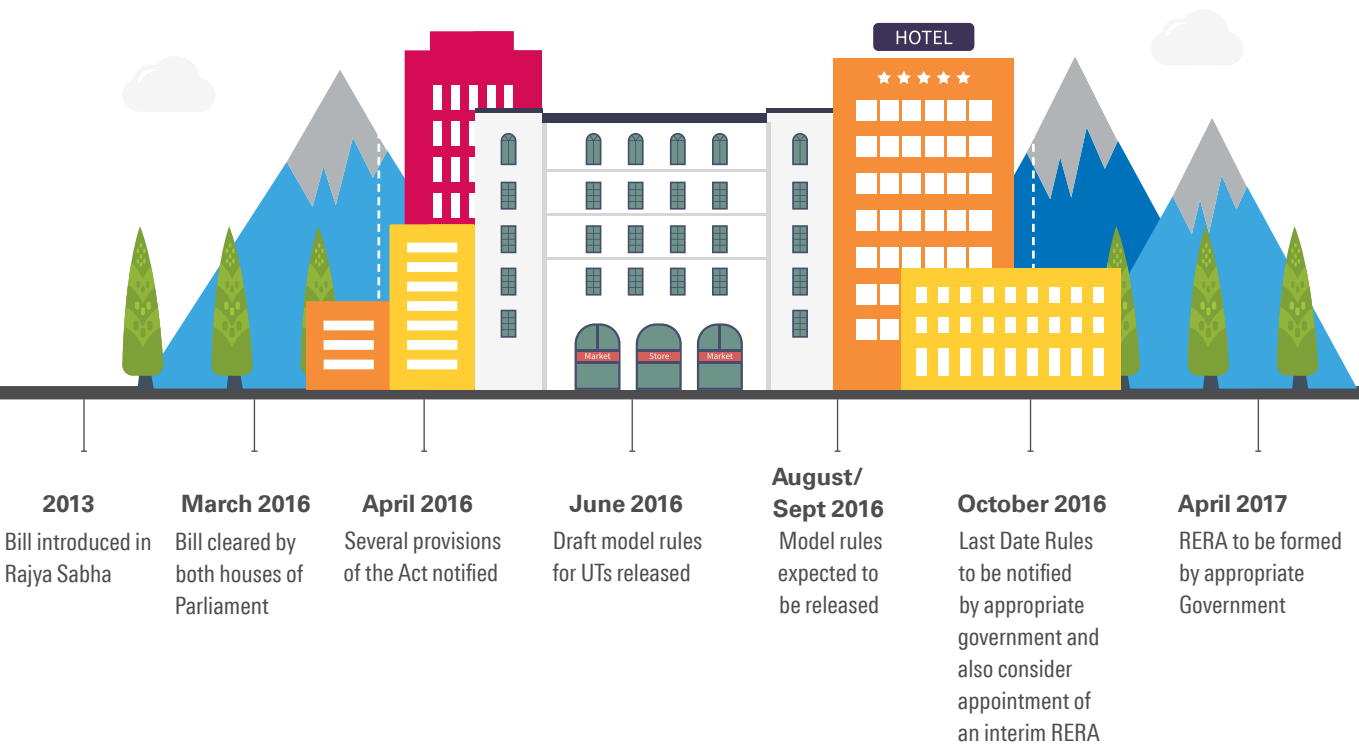 HOTEL
Market
Store
Market
2013
Bill introduced in
Rajya Sabha
March 2016
Bill cleared by
both houses of
Parliament
April 2016
Several provisions
of the Act notified
June 2016
Draft model rules
for UTs released
August/
Sept 2016
Model rules
expected to
be released
October 2016
Last Date Rules
to be notified
by appropriate
government and
also consider
appointment of
an interim RERA
April 2017
RERA to be formed
by appropriate
Government